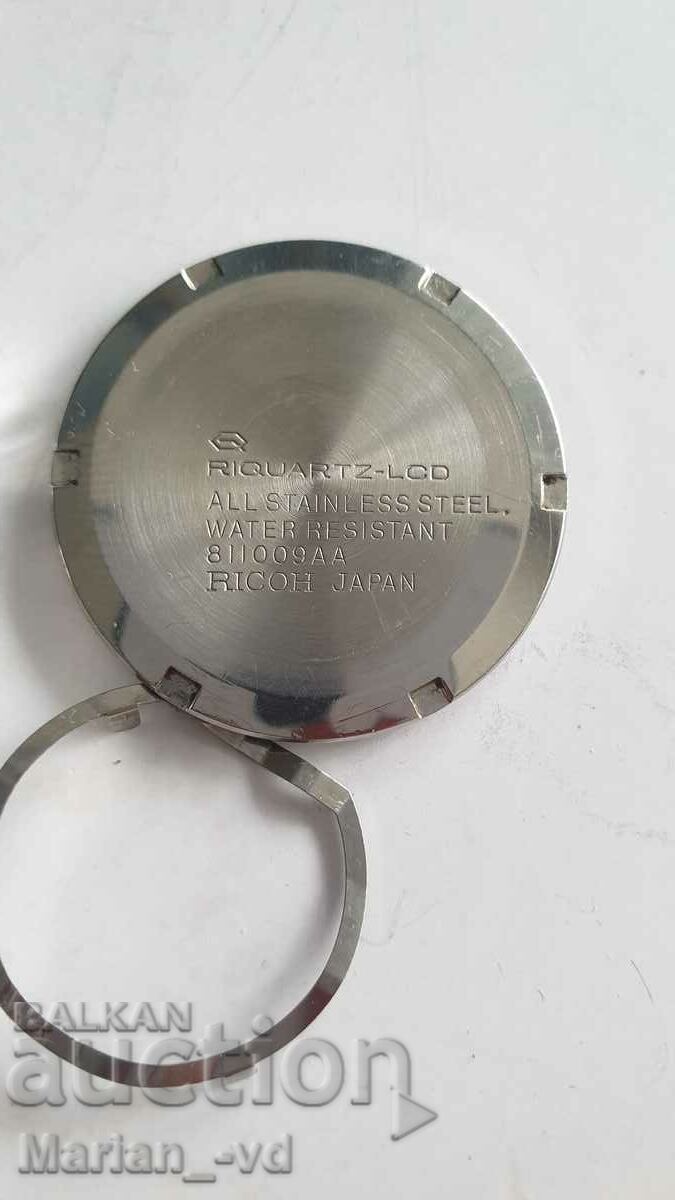 RIQUARTZ-LCD
ALL STAINLESS STEEL.
WATER RESISTANT
811009AA
RICOH JAPAN
BALKAN
auction
Marian_-vd